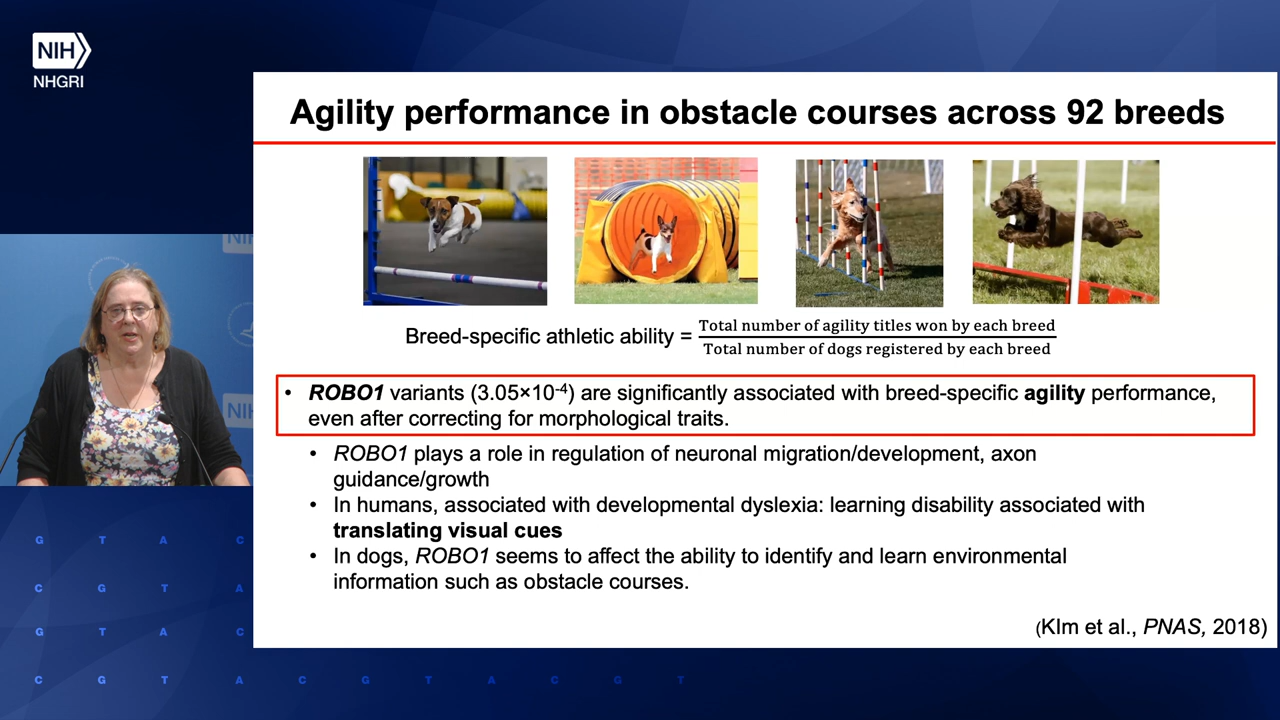 NIH
NHGRI
Agility performance in obstacle courses across 92 breeds
Breed-specific athletic ability = Total number of agility titles won by each breed
Total number of dogs registered by each breed
• ROBO1 variants (3.05×10⁻⁴) are significantly associated with breed-specific agility performance,
even after correcting for morphological traits.
• ROBO1 plays a role in regulation of neuronal migration/development, axon
guidance/growth
• In humans, associated with developmental dyslexia: learning disability associated with
translating visual cues
• In dogs, ROBO1 seems to affect the ability to identify and learn environmental
information such as obstacle courses.
(KIm et al., PNAS, 2018)
NIH
NIH
G T A C
C G T A
G T A C
C G T A C G T A C G T